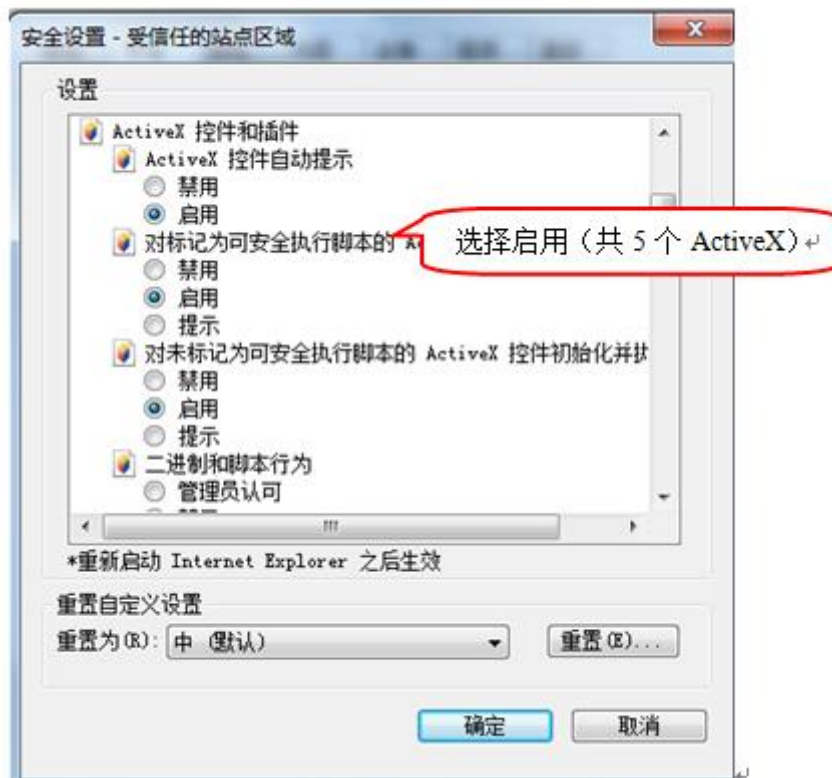 安全设置 - 受信任的站点区域
设置
ActiveX 控件和插件
ActiveX 控件自动提示
禁用
启用
对标记为可安全执行脚本的
选择启用（共 5 个 ActiveX）
禁用
启用
提示
对未标记为可安全执行脚本的 ActiveX 控件初始化并执
禁用
启用
提示
二进制和脚本行为
管理员认可
*重新启动 Internet Explorer 之后生效
重置自定义设置
重置为(R):
中 (默认)
重置(E)...
确定
取消